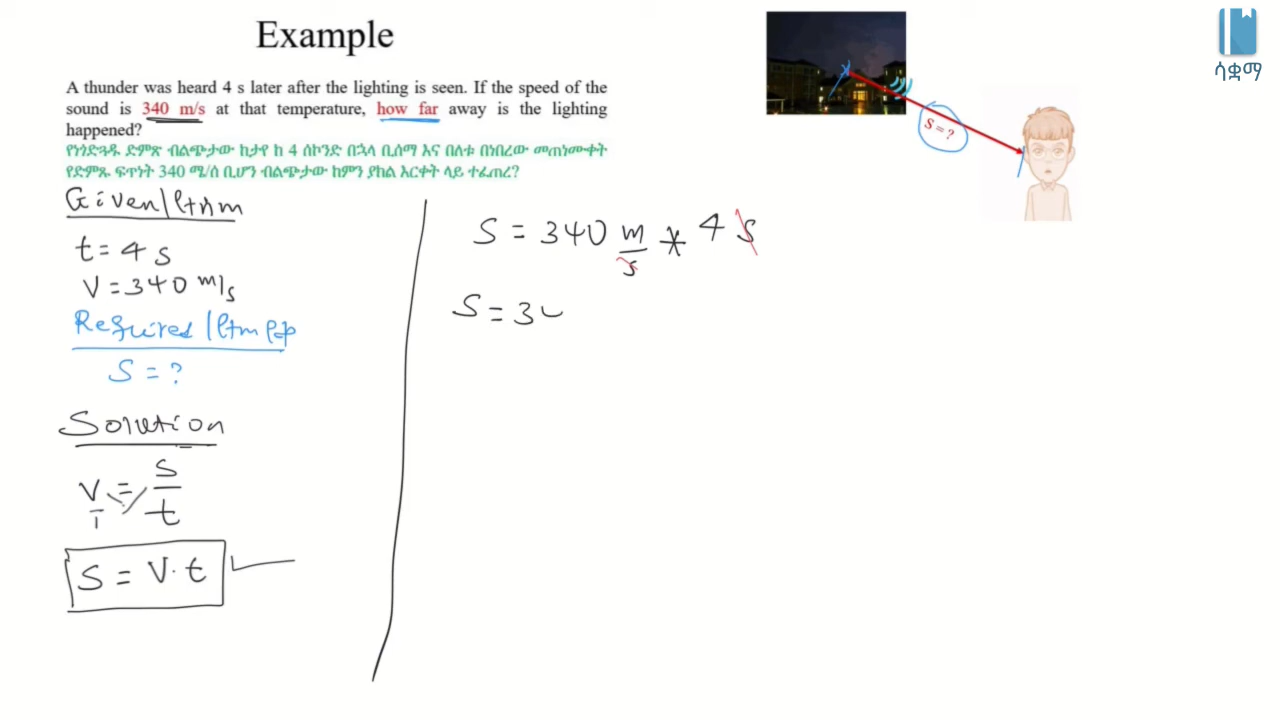 Example
ሳቋማ
A thunder was heard 4 s later after the lighting is seen. If the speed of the
sound is 340 m/s at that temperature, how far away is the lighting
happened?
የነጎድጓዱ ድምጽ ብልጭታው ከታየ ከ 4 ሰኮንድ በኋላ ቢሰማ እና በለቱ በነበረው መጠነሙቀት
የድምጹ ፍጥነት 340 ሜ/ሰ ቢሆን ብልጭታው ከምን ያክል እርቀት ላይ ተፈጠረ?
S = ?
Given/
t = 4 s
V = 340 m/s
Required/
S = ?
Solution
V/1 = S/t
S = V·t
S = 340 m/s * 4 s
S = 34